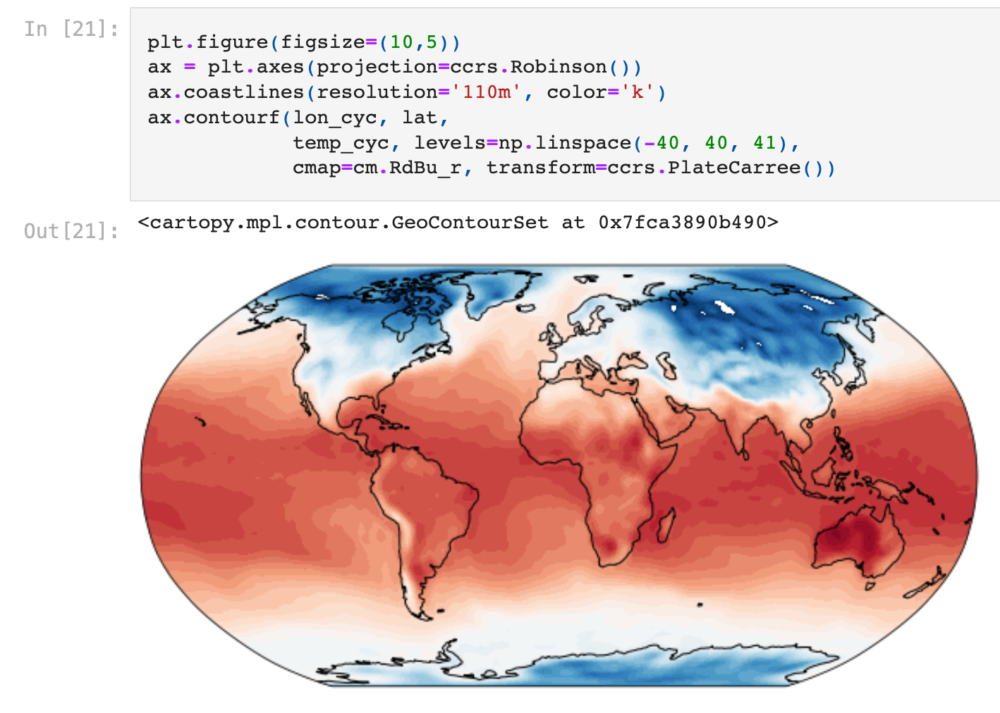 In [21]:
plt.figure(figsize=(10,5))
ax = plt.axes(projection=ccrs.Robinson())
ax.coastlines(resolution='110m', color='k')
ax.contourf(lon_cyc, lat,
            temp_cyc, levels=np.linspace(-40, 40, 41),
            cmap=cm.RdBu_r, transform=ccrs.PlateCarree())
Out[21]:
<cartopy.mpl.contour.GeoContourSet at 0x7fca3890b490>